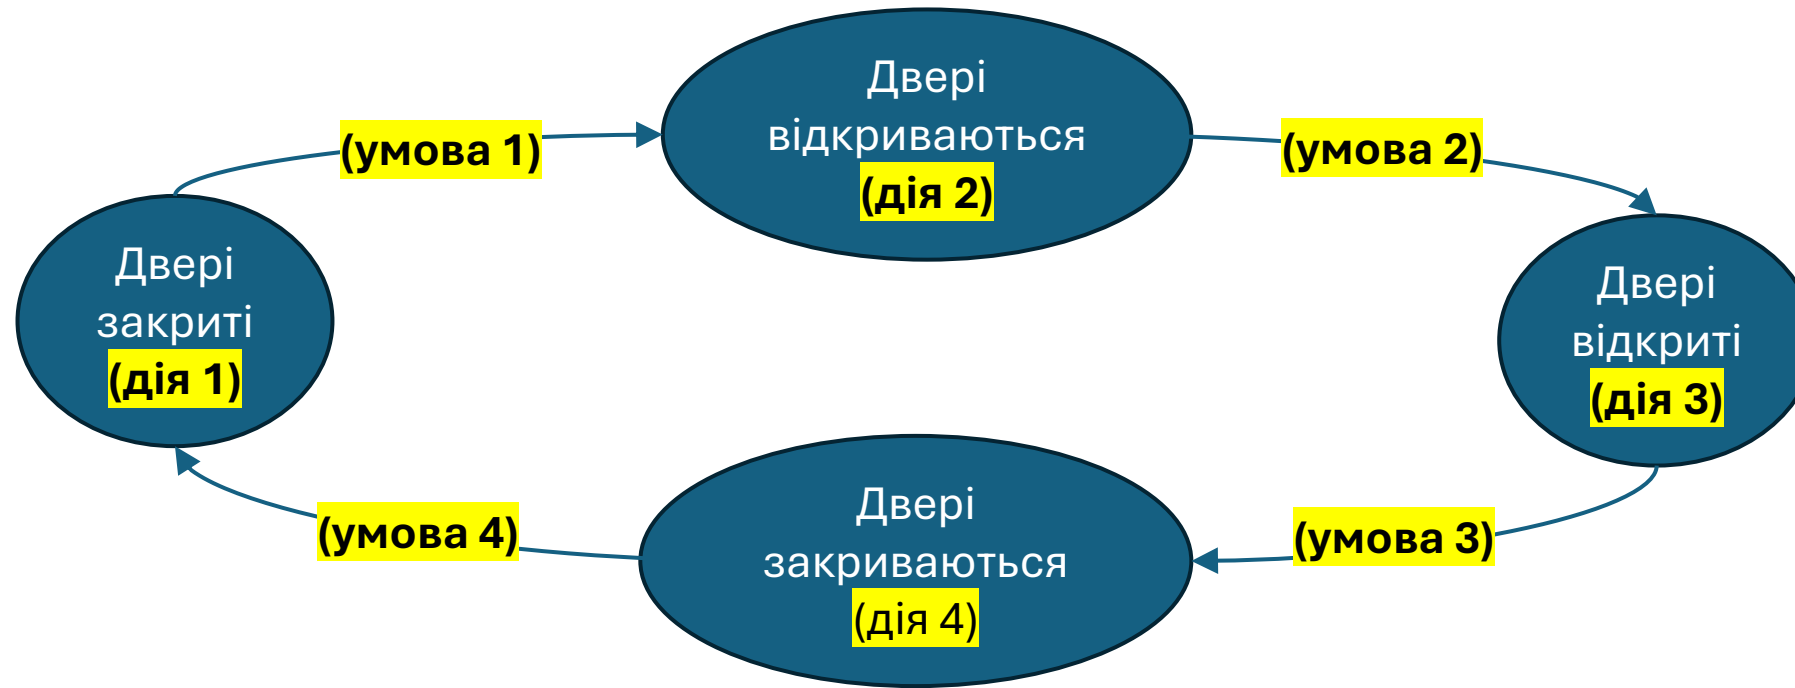 Двері
відкриваються
(дія 2)
(умова 1)
(умова 2)
Двері
закриті
(дія 1)
Двері
відкриті
(дія 3)
Двері
закриваються
(дія 4)
(умова 4)
(умова 3)